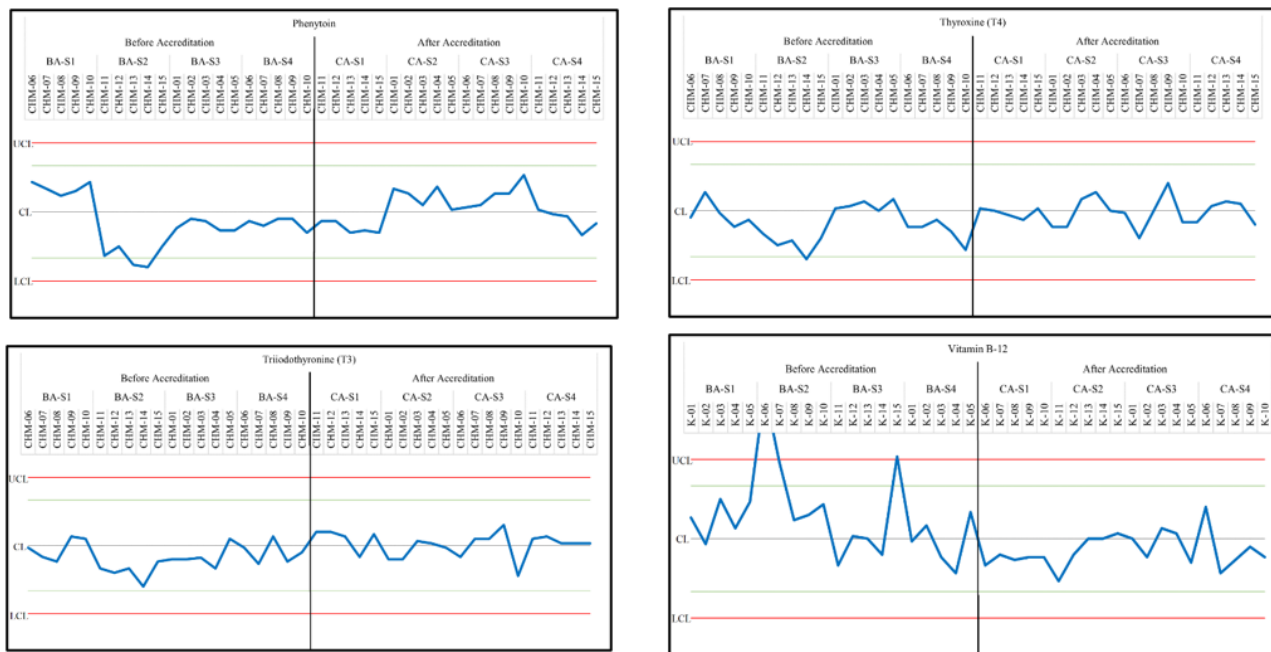 Phenytoin
Before Accreditation After Accreditation
BA-S1 BA-S2 BA-S3 BA-S4 CA-S1 CA-S2 CA-S3 CA-S4
CHM-06
CHM-07
CHM-08
CHM-09
CHM-10
CHM-11
CHM-12
CHM-13
CHM-14
CHM-15
CHM-01
CHM-02
CHM-03
CHM-04
CHM-05
CHM-06
CHM-07
CHM-08
CHM-09
CHM-10
CHM-11
CHM-12
CHM-13
CHM-14
CHM-15
CHM-01
CHM-02
CHM-03
CHM-04
CHM-05
CHM-06
CHM-07
CHM-08
CHM-09
CHM-10
CHM-11
CHM-12
CHM-13
CHM-14
CHM-15
UCL
CL
LCL
Thyroxine (T4)
Before Accreditation After Accreditation
BA-S1 BA-S2 BA-S3 BA-S4 CA-S1 CA-S2 CA-S3 CA-S4
CHM-06
CHM-07
CHM-08
CHM-09
CHM-10
CHM-11
CHM-12
CHM-13
CHM-14
CHM-15
CHM-01
CHM-02
CHM-03
CHM-04
CHM-05
CHM-06
CHM-07
CHM-08
CHM-09
CHM-10
CHM-11
CHM-12
CHM-13
CHM-14
CHM-15
CHM-01
CHM-02
CHM-03
CHM-04
CHM-05
CHM-06
CHM-07
CHM-08
CHM-09
CHM-10
CHM-11
CHM-12
CHM-13
CHM-14
CHM-15
UCL
CL
LCL
Triiodothyronine (T3)
Before Accreditation After Accreditation
BA-S1 BA-S2 BA-S3 BA-S4 CA-S1 CA-S2 CA-S3 CA-S4
CHM-06
CHM-07
CHM-08
CHM-09
CHM-10
CHM-11
CHM-12
CHM-13
CHM-14
CHM-15
CHM-01
CHM-02
CHM-03
CHM-04
CHM-05
CHM-06
CHM-07
CHM-08
CHM-09
CHM-10
CHM-11
CHM-12
CHM-13
CHM-14
CHM-15
CHM-01
CHM-02
CHM-03
CHM-04
CHM-05
CHM-06
CHM-07
CHM-08
CHM-09
CHM-10
CHM-11
CHM-12
CHM-13
CHM-14
CHM-15
UCL
CL
LCL
Vitamin B-12
Before Accreditation After Accreditation
BA-S1 BA-S2 BA-S3 BA-S4 CA-S1 CA-S2 CA-S3 CA-S4
K-01
K-02
K-03
K-04
K-05
K-06
K-07
K-08
K-09
K-10
K-11
K-12
K-13
K-14
K-15
K-01
K-02
K-03
K-04
K-05
K-06
K-07
K-08
K-09
K-10
K-11
K-12
K-13
K-14
K-15
K-01
K-02
K-03
K-04
K-05
K-06
K-07
K-08
K-09
K-10
UCL
CL
LCL